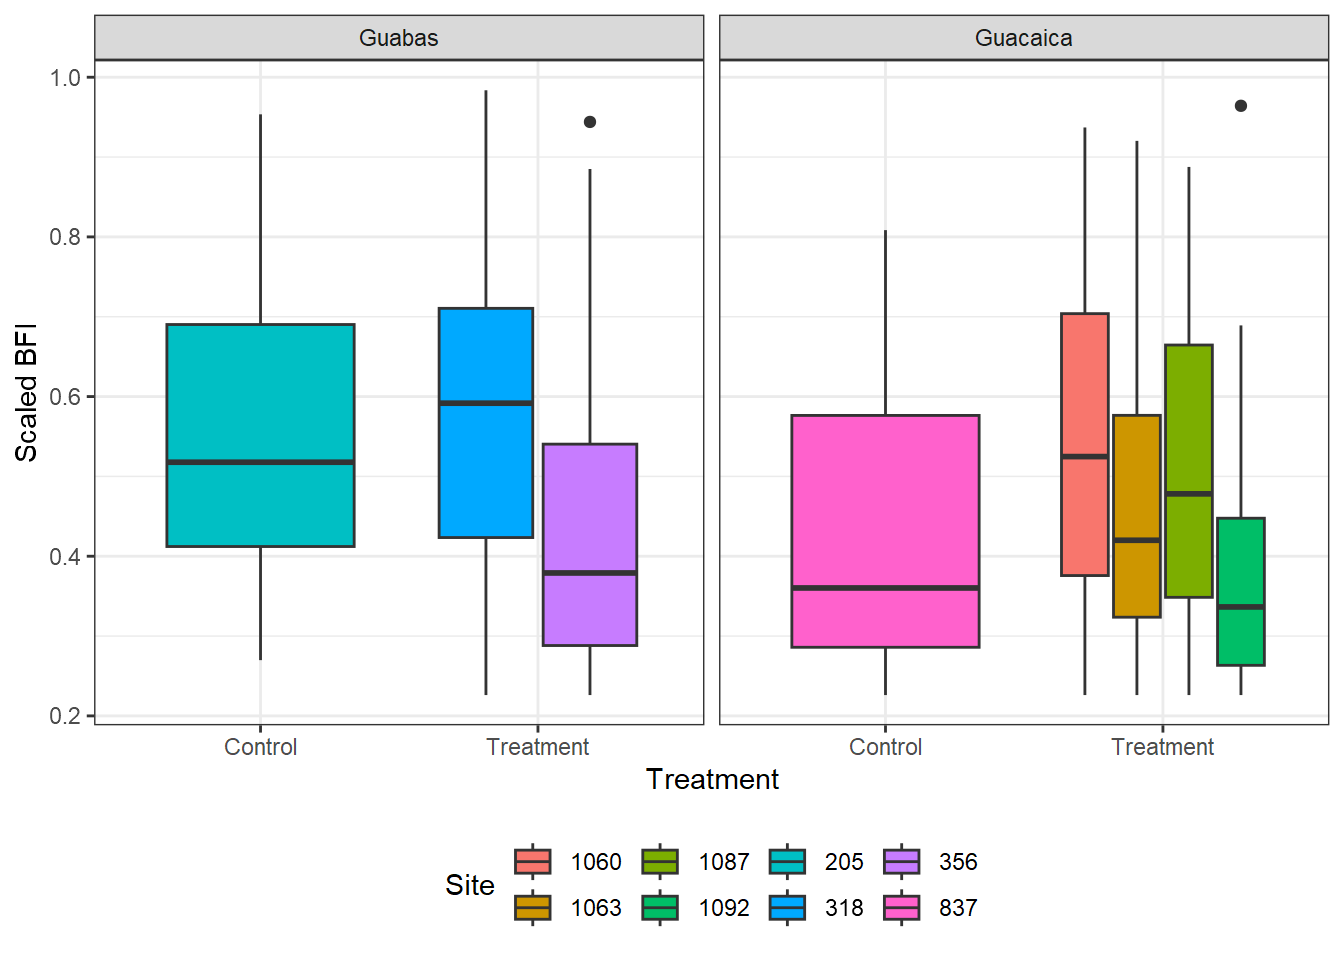 Guabas Guacaica
1.0
0.8
0.6
0.4
0.2
Scaled BFI
Control Treatment Control Treatment
Treatment
Site
1060 1087 205 356
1063 1092 318 837